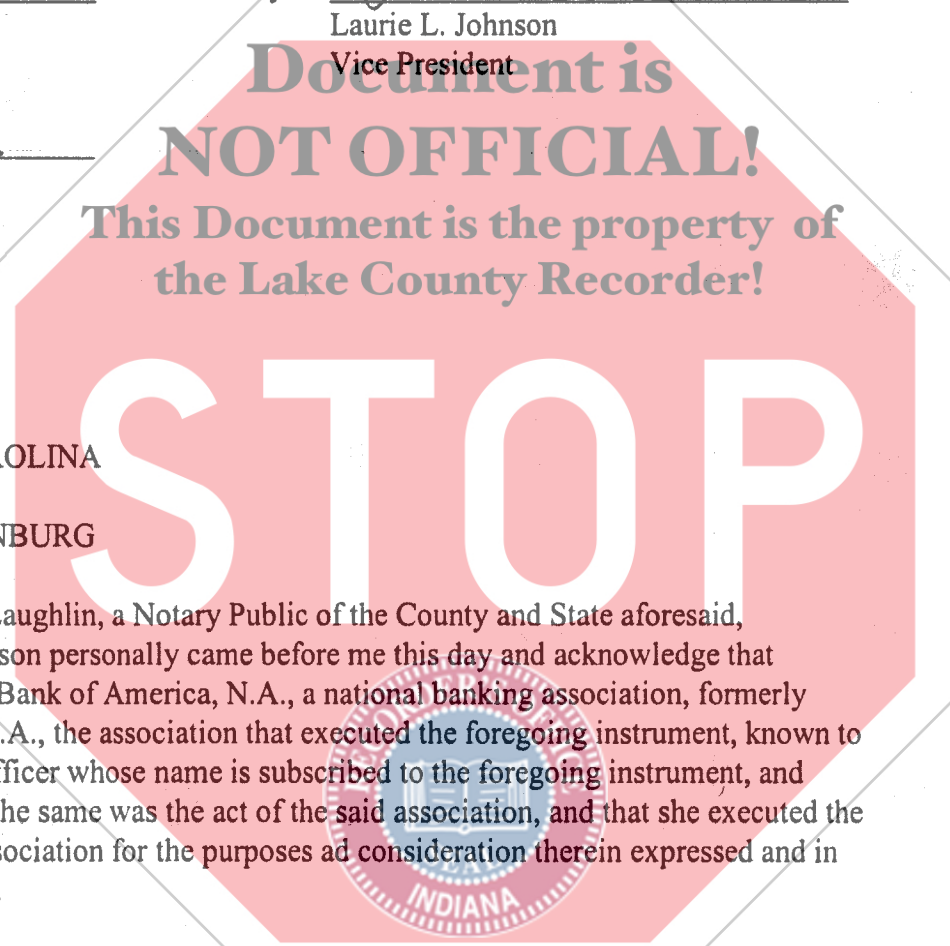 Laurie L. Johnson
Vice President
Document is
NOT OFFICIAL!
This Document is the property of
the Lake County Recorder!
STOP
OLINA
NBURG
aughlin, a Notary Public of the County and State aforesaid,
son personally came before me this day and acknowledge that
Bank of America, N.A., a national banking association, formerly
.A., the association that executed the foregoing instrument, known to
fficer whose name is subscribed to the foregoing instrument, and
he same was the act of the said association, and that she executed the
sociation for the purposes ad consideration therein expressed and in
RECORDER'S OFFICE
SEAL
INDIANA